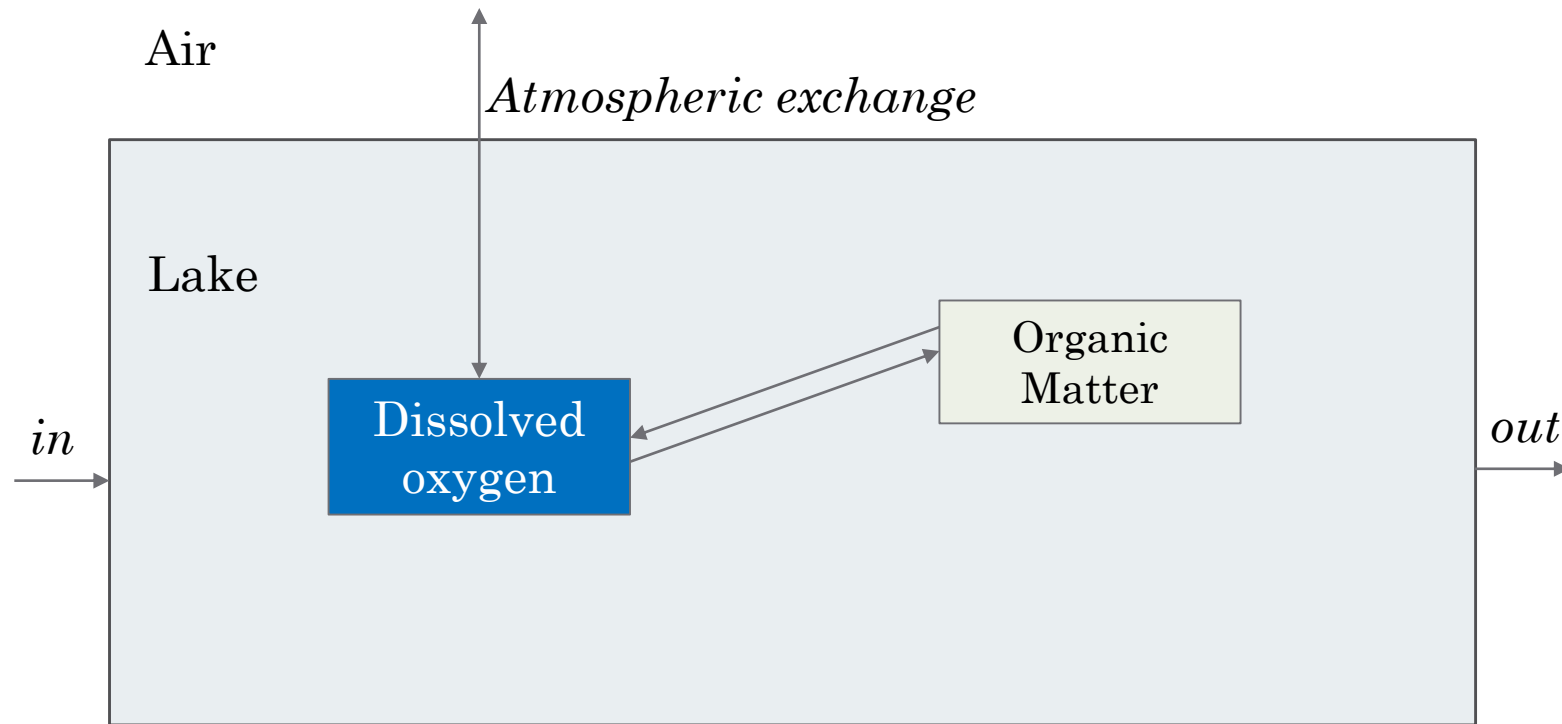 Air
Atmospheric exchange
Lake
Organic
Matter
Dissolved
oxygen
in
out